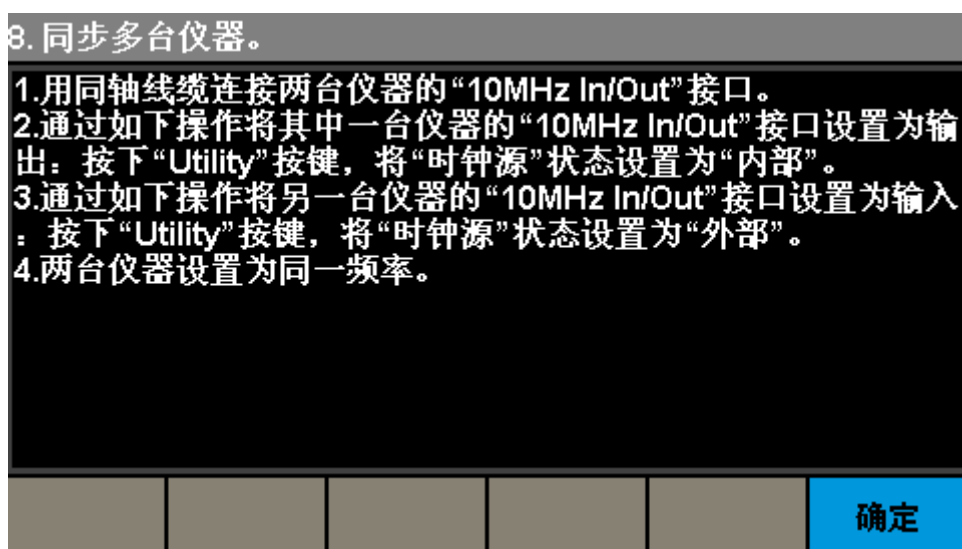 8.同步多台仪器。
1.用同轴线缆连接两台仪器的“10MHz In/Out”接口。
2.通过如下操作将其中一台仪器的“10MHz In/Out”接口设置为输
出：按下“Utility”按键，将“时钟源”状态设置为“内部”。
3.通过如下操作将另一台仪器的“10MHz In/Out”接口设置为输入
：按下“Utility”按键，将“时钟源”状态设置为“外部”。
4.两台仪器设置为同一频率。
确定